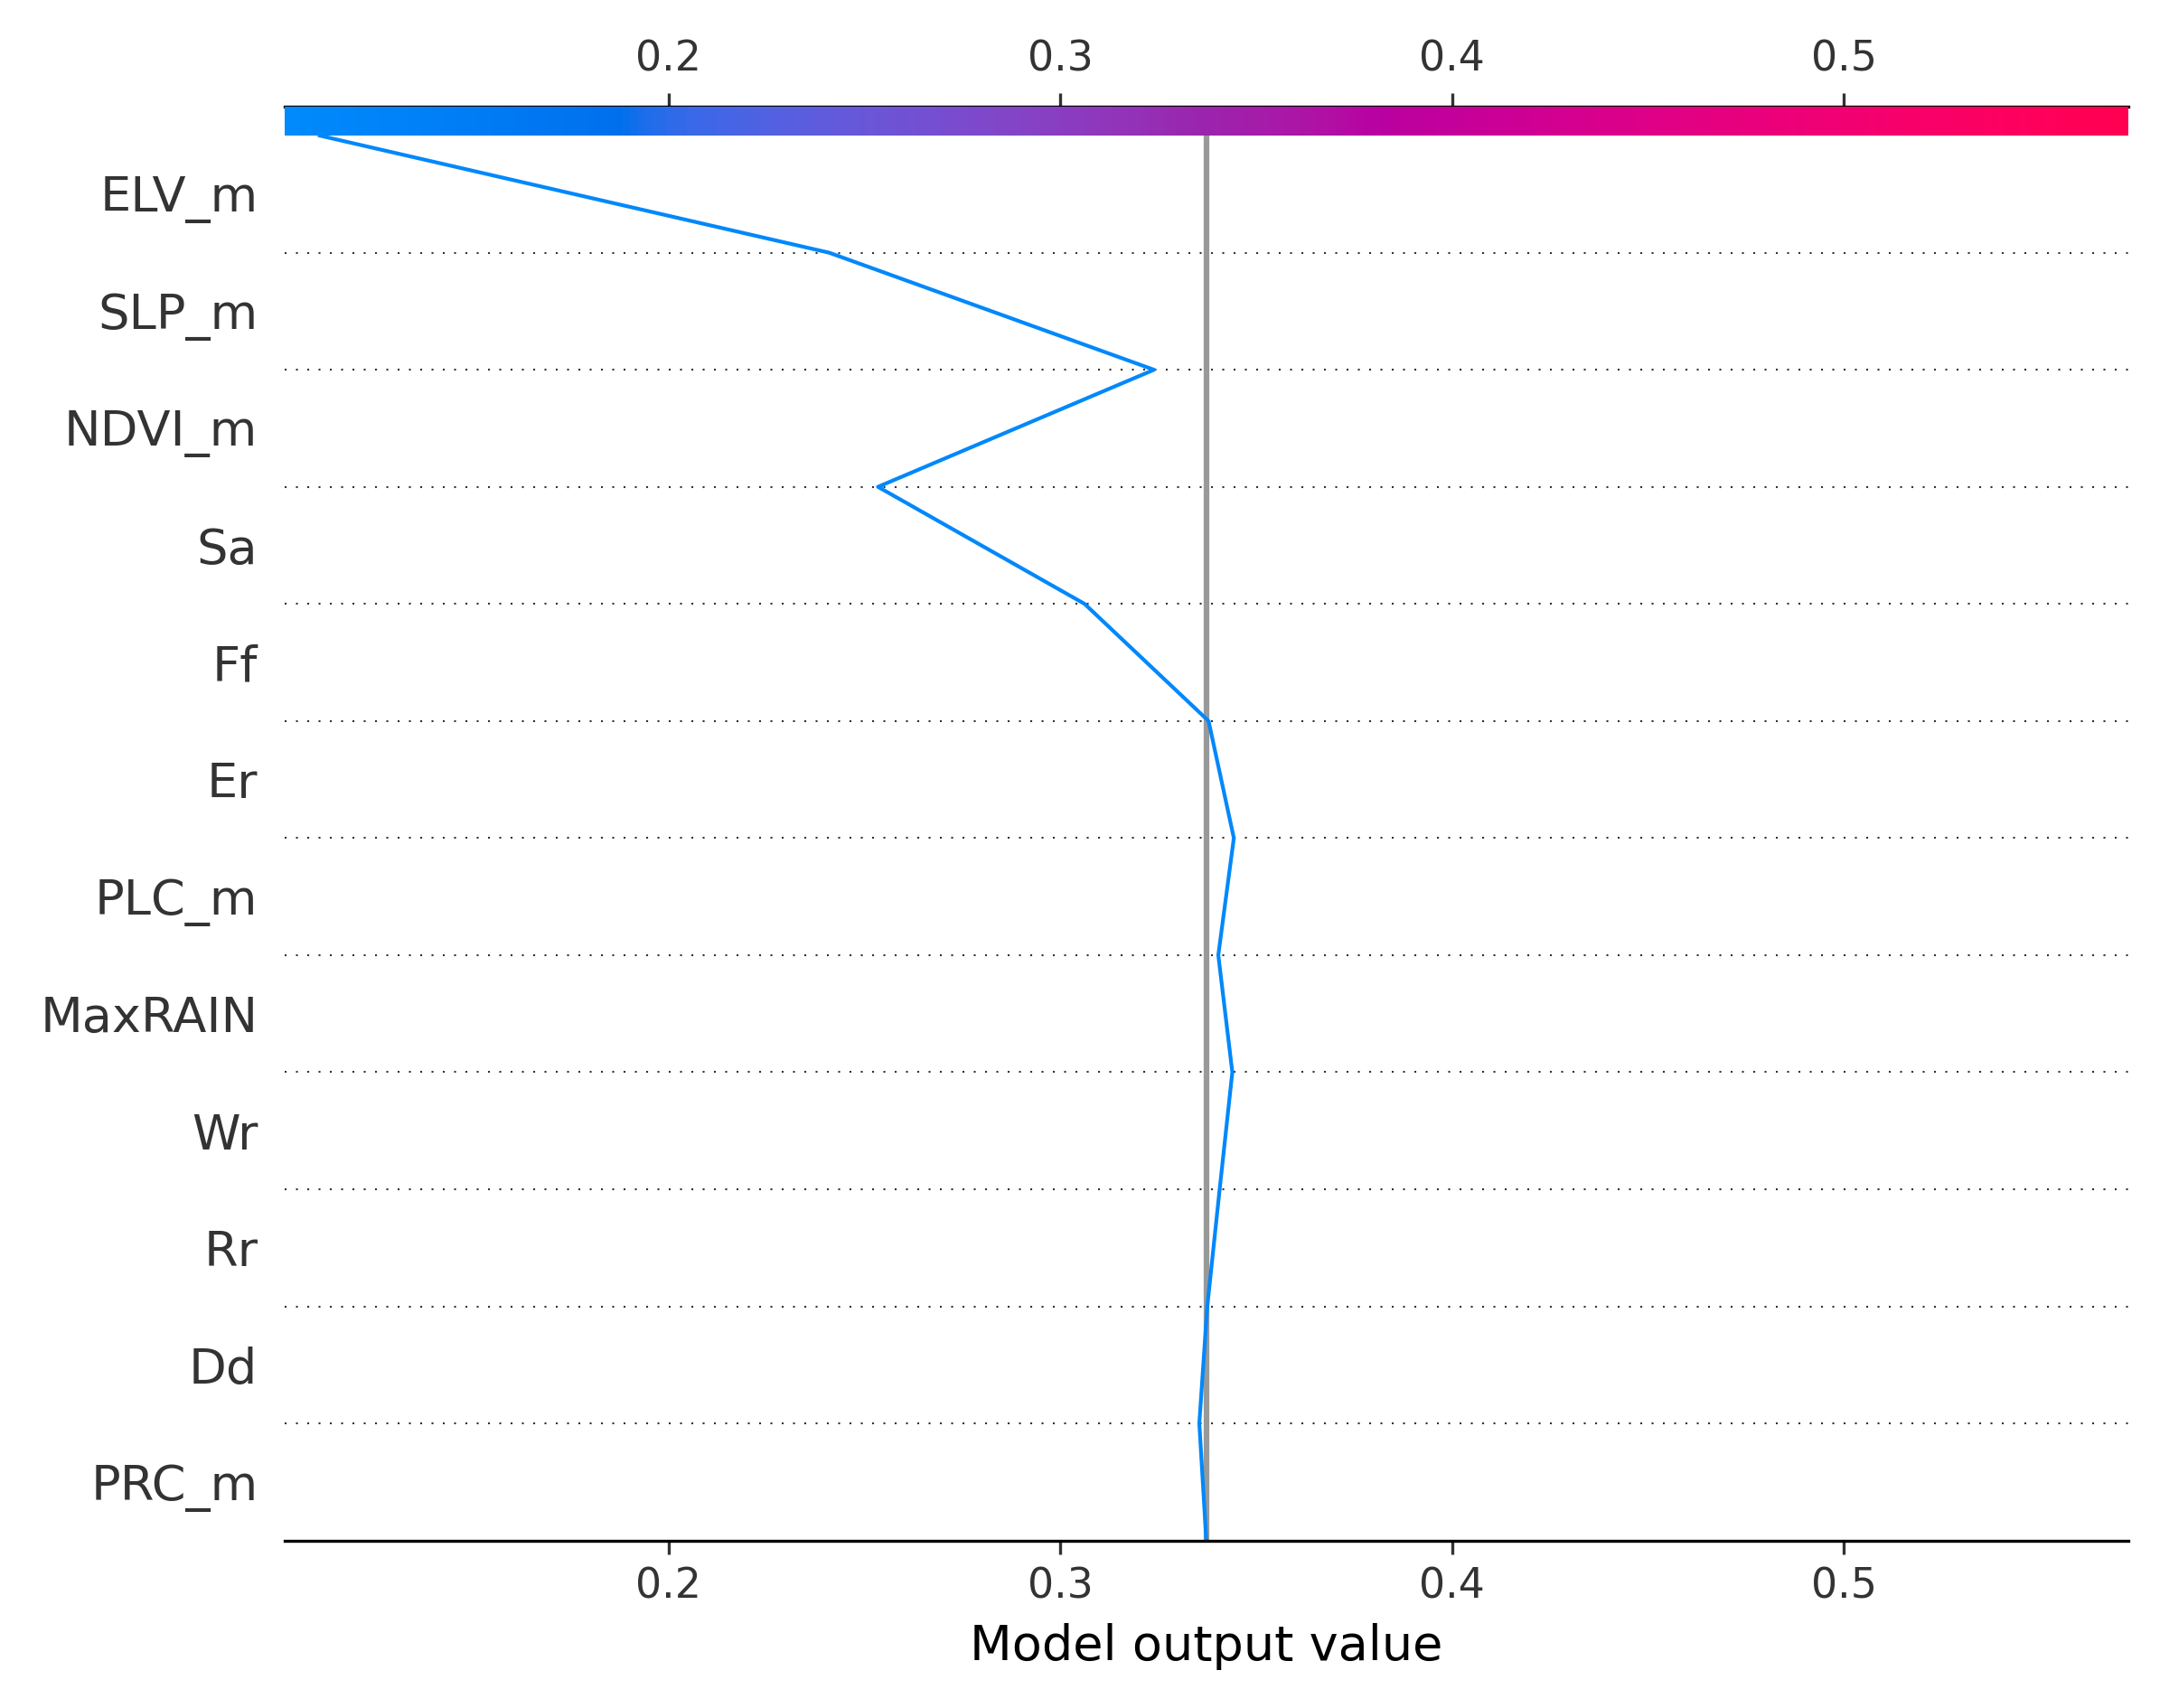 0.2 0.3 0.4 0.5
ELV_m
SLP_m
NDVI_m
Sa
Ff
Er
PLC_m
MaxRAIN
Wr
Rr
Dd
PRC_m
0.2 0.3 0.4 0.5
Model output value